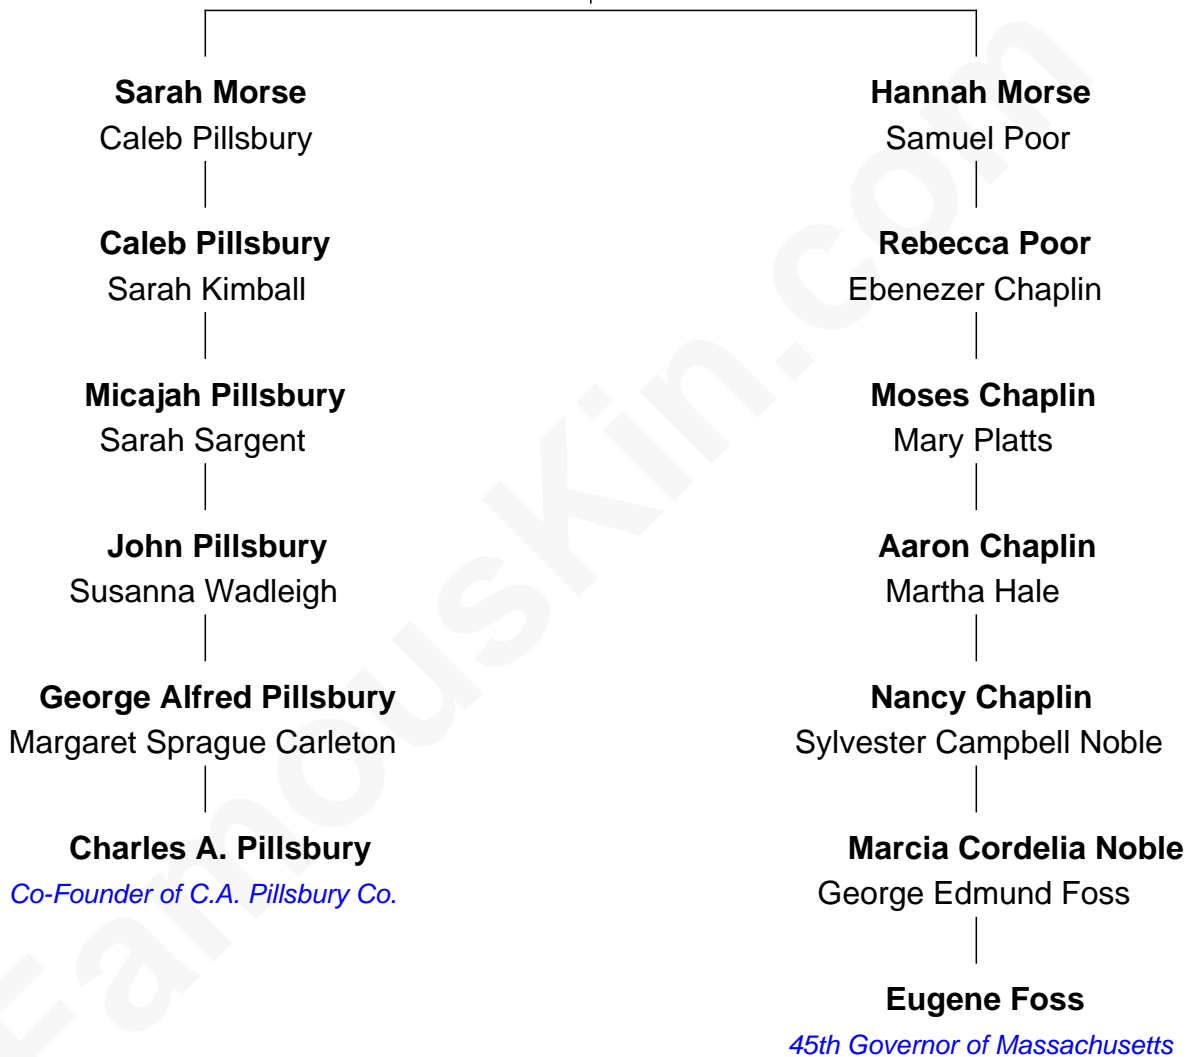 Sarah Morse
Caleb Pillsbury
Caleb Pillsbury
Sarah Kimball
Micajah Pillsbury
Sarah Sargent
John Pillsbury
Susanna Wadleigh
George Alfred Pillsbury
Margaret Sprague Carleton
Charles A. Pillsbury
Co-Founder of C.A. Pillsbury Co.
Hannah Morse
Samuel Poor
Rebecca Poor
Ebenezer Chaplin
Moses Chaplin
Mary Platts
Aaron Chaplin
Martha Hale
Nancy Chaplin
Sylvester Campbell Noble
Marcia Cordelia Noble
George Edmund Foss
Eugene Foss
45th Governor of Massachusetts
FamousKin.com